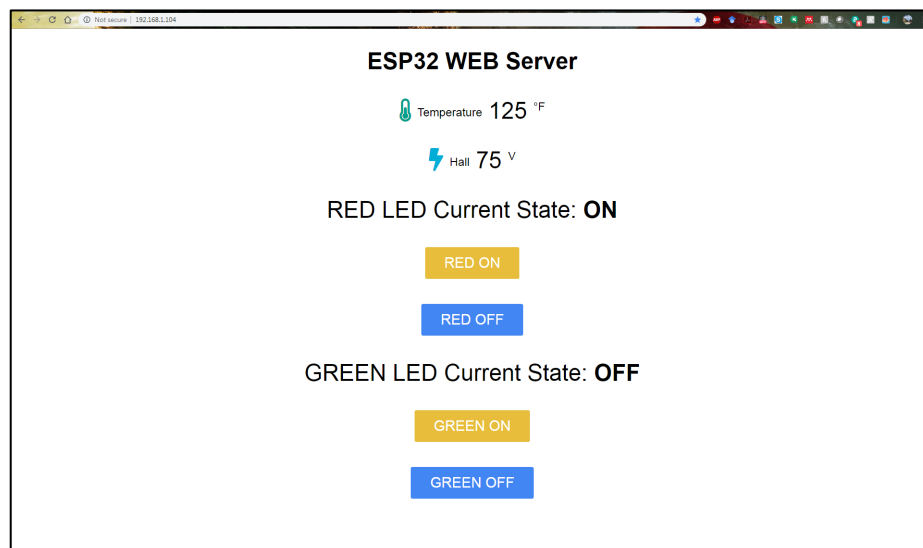 Not secure | 192.168.1.104
ESP32 WEB Server
Temperature 125 °F
Hall 75 V
RED LED Current State: ON
RED ON
RED OFF
GREEN LED Current State: OFF
GREEN ON
GREEN OFF